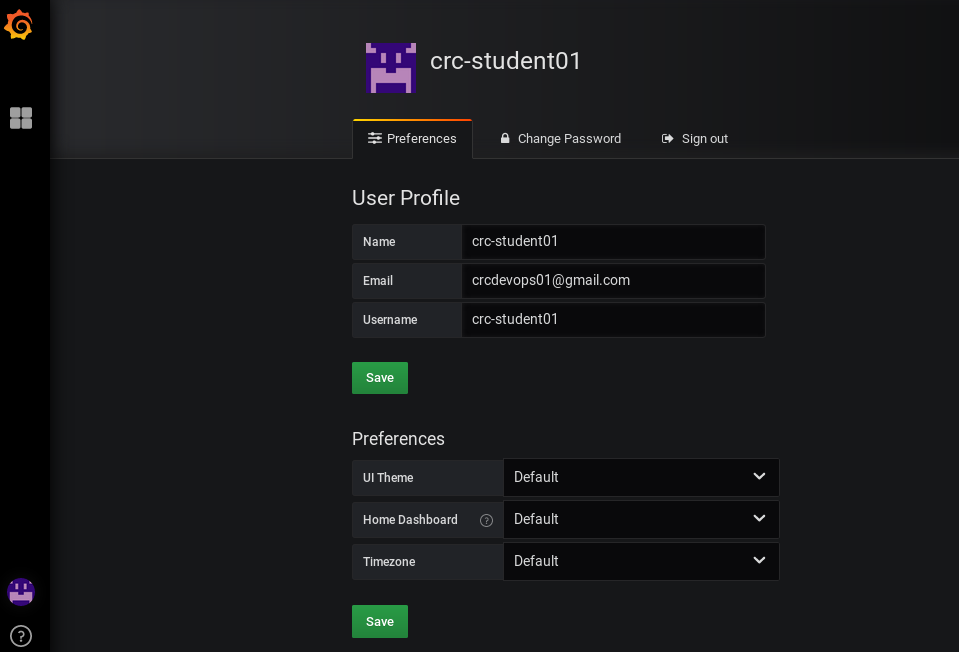 crc-student01
Preferences Change Password Sign out
User Profile
Name crc-student01
Email crcdevops01@gmail.com
Username crc-student01
Save
Preferences
UI Theme Default
Home Dashboard ? Default
Timezone Default
Save
?